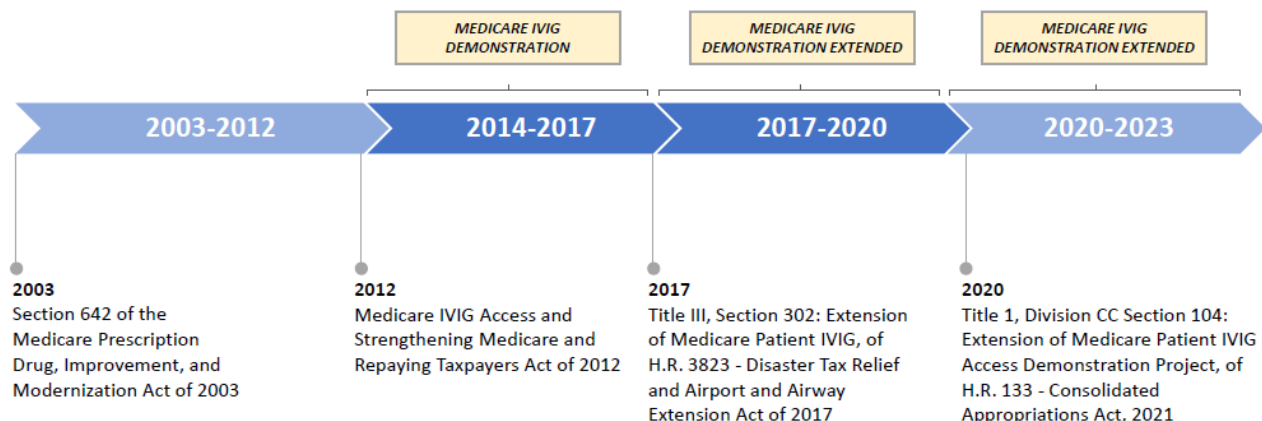 MEDICARE IVIG
DEMONSTRATION
MEDICARE IVIG
DEMONSTRATION EXTENDED
MEDICARE IVIG
DEMONSTRATION EXTENDED
2003-2012
2014-2017
2017-2020
2020-2023
2003
Section 642 of the
Medicare Prescription
Drug, Improvement, and
Modernization Act of 2003
2012
Medicare IVIG Access and
Strengthening Medicare and
Repaying Taxpayers Act of 2012
2017
Title III, Section 302: Extension
of Medicare Patient IVIG, of
H.R. 3823 - Disaster Tax Relief
and Airport and Airway
Extension Act of 2017
2020
Title 1, Division CC Section 104:
Extension of Medicare Patient IVIG
Access Demonstration Project, of
H.R. 133 - Consolidated
Appropriations Act, 2021